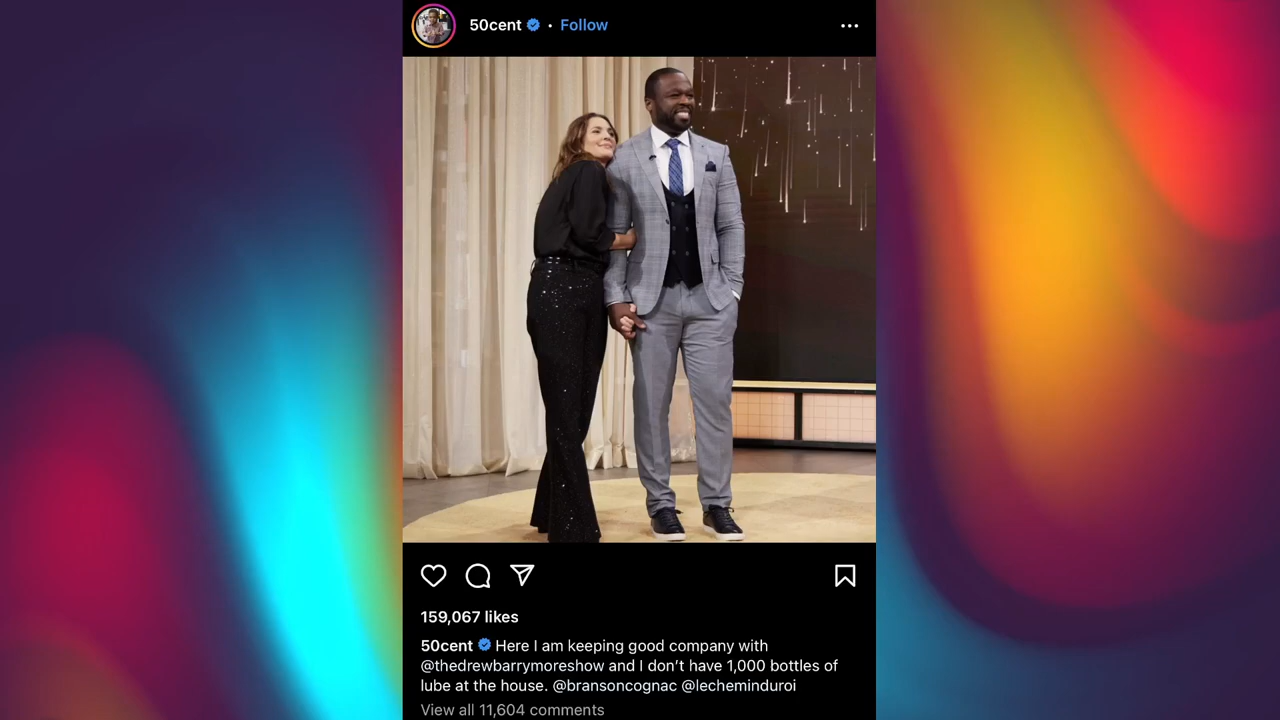 50cent • Follow
159,067 likes
50cent Here I am keeping good company with
@thedrewbarrymoreshow and I don’t have 1,000 bottles of
lube at the house. @bransoncognac @lecheminduroi
View all 11,604 comments